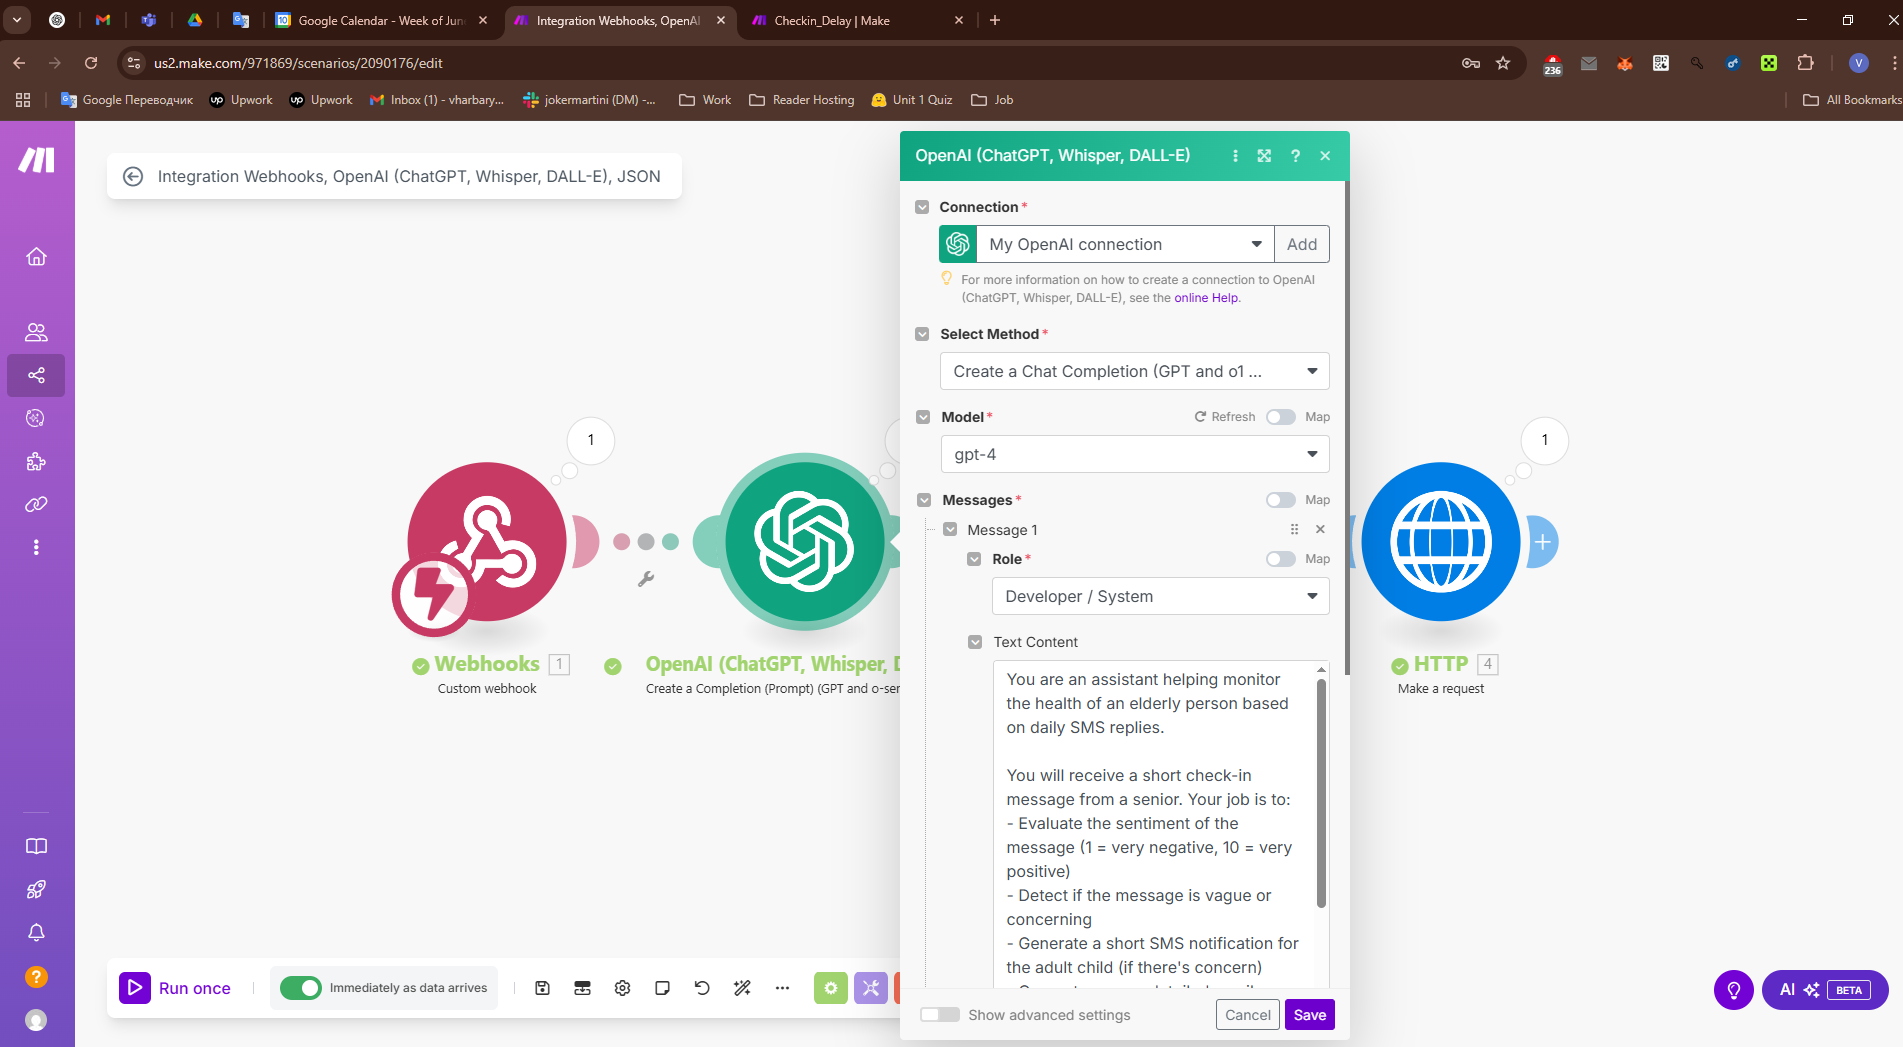 Google Calendar - Week of Jun
Integration Webhooks, OpenAI
Checkin_Delay | Make
us2.make.com/971869/scenarios/2090176/edit
236
V
Google Переводчик
Upwork
Upwork
Inbox (1) - vharbary...
jokermartini (DM) -...
Work
Reader Hosting
Unit 1 Quiz
Job
All Bookmarks
Integration Webhooks, OpenAI (ChatGPT, Whisper, DALL-E), JSON
OpenAI (ChatGPT, Whisper, DALL-E)
Connection *
My OpenAI connection
Add
For more information on how to create a connection to OpenAI
(ChatGPT, Whisper, DALL-E), see the online Help.
Select Method *
Create a Chat Completion (GPT and o1 ...
Model *
Refresh
Map
gpt-4
Messages *
Map
Message 1
Role *
Map
Developer / System
Text Content
You are an assistant helping monitor
the health of an elderly person based
on daily SMS replies.
You will receive a short check-in
message from a senior. Your job is to:
- Evaluate the sentiment of the
message (1 = very negative, 10 = very
positive)
- Detect if the message is vague or
concerning
- Generate a short SMS notification for
the adult child (if there's concern)
Show advanced settings
Cancel
Save
1
1
Webhooks 1
Custom webhook
OpenAI (ChatGPT, Whisper, D
Create a Completion (Prompt) (GPT and o-ser
HTTP 4
Make a request
Run once
Immediately as data arrives
AI
BETA